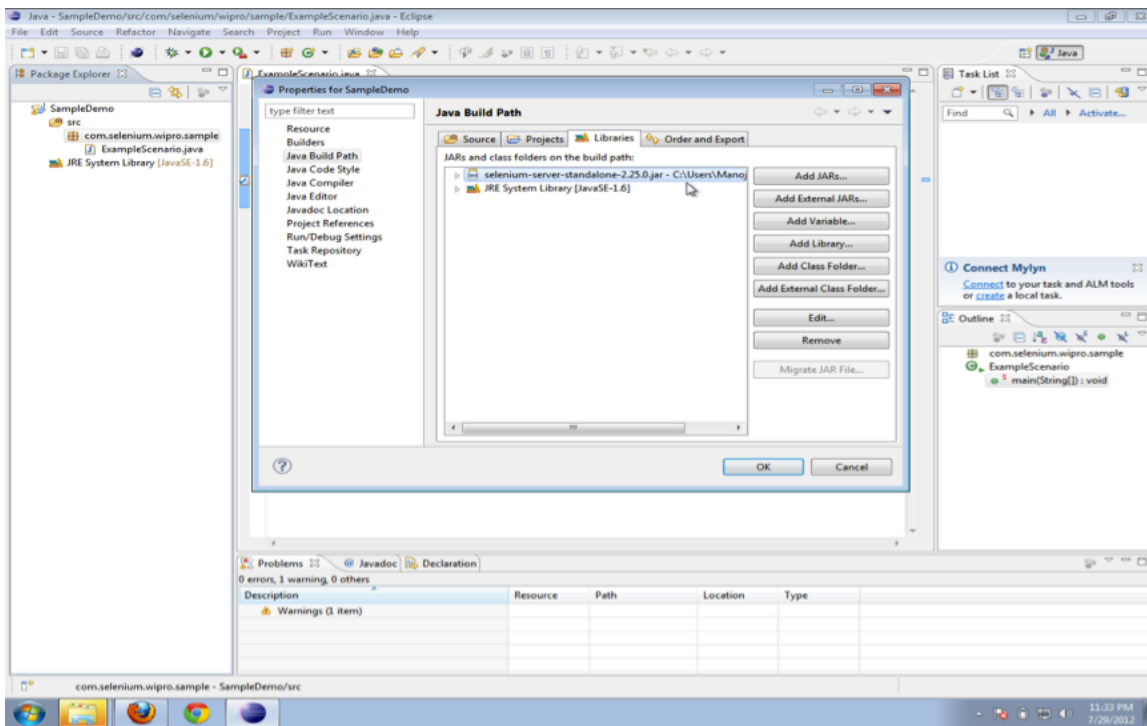 Java - SampleDemo/src/com/selenium/wipro/sample/ExampleScenario.java - Eclipse
File Edit Source Refactor Navigate Search Project Run Window Help
Java
Package Explorer
SampleDemo
src
com.selenium.wipro.sample
ExampleScenario.java
JRE System Library [JavaSE-1.6]
ExampleScenario.java
Properties for SampleDemo
type filter text
Resource
Builders
Java Build Path
Java Code Style
Java Compiler
Java Editor
Javadoc Location
Project References
Run/Debug Settings
Task Repository
WikiText
Java Build Path
Source Projects Libraries Order and Export
JARs and class folders on the build path:
selenium-server-standalone-2.25.0.jar - C:\Users\Manoj
JRE System Library [JavaSE-1.6]
Add JARs...
Add External JARs...
Add Variable...
Add Library...
Add Class Folder...
Add External Class Folder...
Edit...
Remove
Migrate JAR File...
OK Cancel
Task List
Find All Activate...
Connect Mylyn
Connect to your task and ALM tools
or create a local task.
Outline
com.selenium.wipro.sample
ExampleScenario
S main(String[]) : void
Problems Javadoc Declaration
0 errors, 1 warning, 0 others
Description Resource Path Location Type
Warnings (1 item)
com.selenium.wipro.sample - SampleDemo/src
11:33 PM
7/29/2012